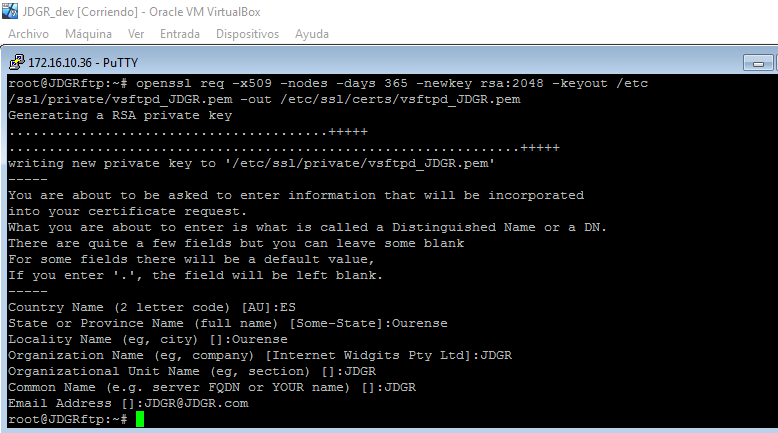 JDGR_dev [Corriendo] - Oracle VM VirtualBox
Archivo Máquina Ver Entrada Dispositivos Ayuda
172.16.10.36 - PuTTY
root@JDGRftp:~# openssl req -x509 -nodes -days 365 -newkey rsa:2048 -keyout /etc
/ssl/private/vsftpd_JDGR.pem -out /etc/ssl/certs/vsftpd_JDGR.pem
Generating a RSA private key
........................................+++++
................................................................+++++
writing new private key to '/etc/ssl/private/vsftpd_JDGR.pem'
-----
You are about to be asked to enter information that will be incorporated
into your certificate request.
What you are about to enter is what is called a Distinguished Name or a DN.
There are quite a few fields but you can leave some blank
For some fields there will be a default value,
If you enter '.', the field will be left blank.
-----
Country Name (2 letter code) [AU]:ES
State or Province Name (full name) [Some-State]:Ourense
Locality Name (eg, city) []:Ourense
Organization Name (eg, company) [Internet Widgits Pty Ltd]:JDGR
Organizational Unit Name (eg, section) []:JDGR
Common Name (e.g. server FQDN or YOUR name) []:JDGR
Email Address []:JDGR@JDGR.com
root@JDGRftp:~#